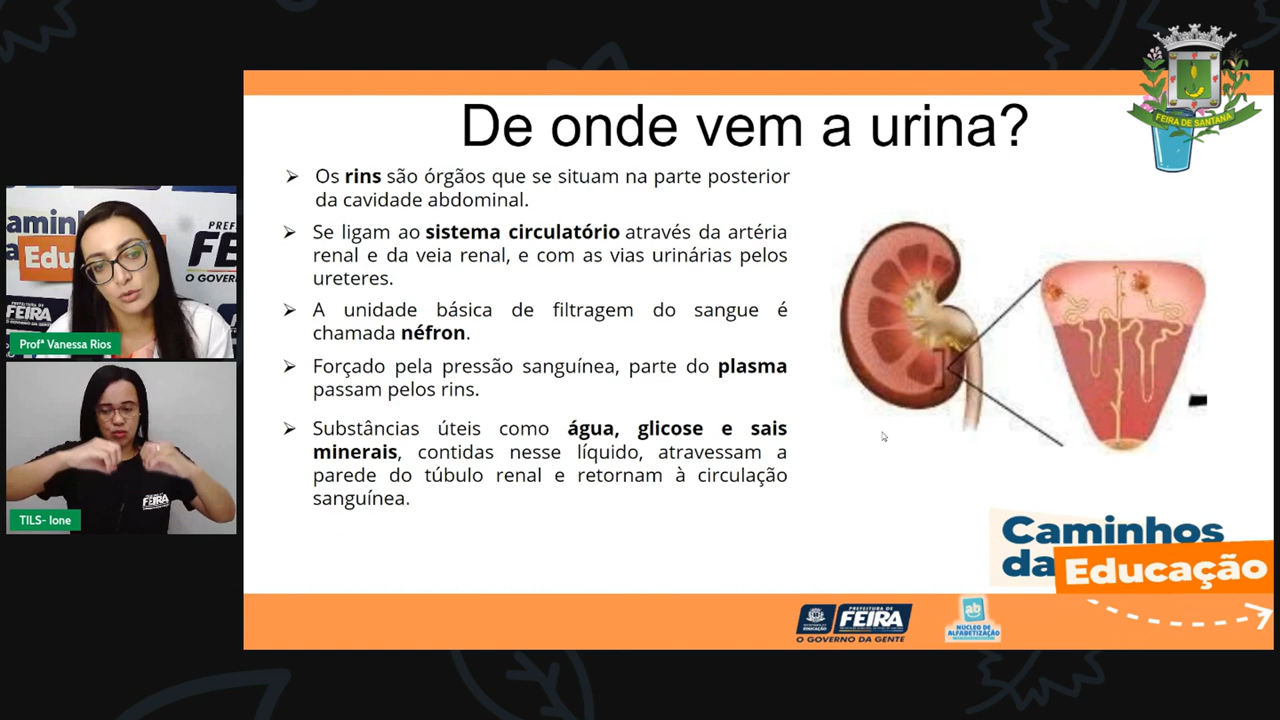 FEIRA DE SANTANA
De onde vem a urina?
➢ Os rins são órgãos que se situam na parte posterior
da cavidade abdominal.
➢ Se ligam ao sistema circulatório através da artéria
renal e da veia renal, e com as vias urinárias pelos
ureteres.
➢ A unidade básica de filtragem do sangue é
chamada néfron.
➢ Forçado pela pressão sanguínea, parte do plasma
passam pelos rins.
➢ Substâncias úteis como água, glicose e sais
minerais, contidas nesse líquido, atravessam a
parede do túbulo renal e retornam à circulação
sanguínea.
Profª Vanessa Rios
FEIRA
TILS- Ione
Caminhos
da Educação
PREFEITURA DE
FEIRA
O GOVERNO DA GENTE
EDUCAÇÃO
ab
NÚCLEO DE
ALFABETIZAÇÃO